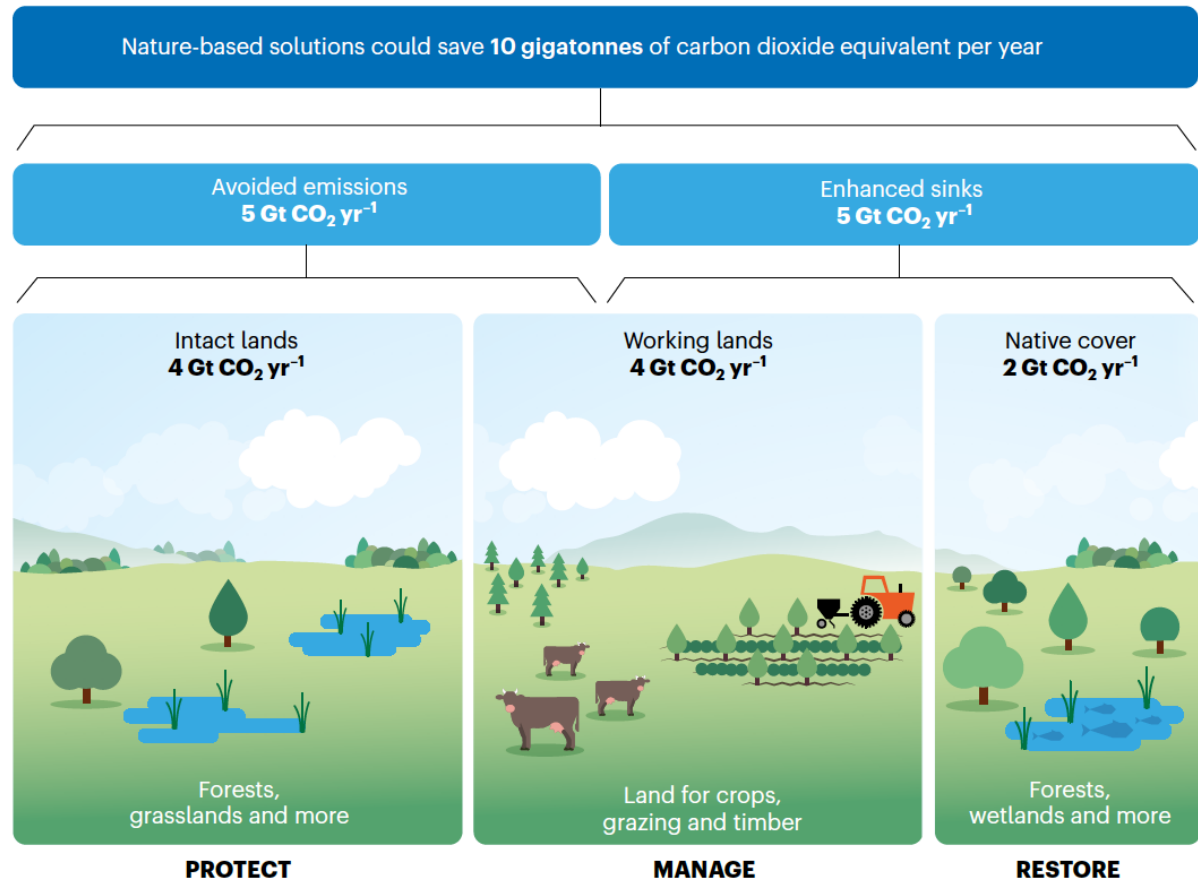 Nature-based solutions could save 10 gigatonnes of carbon dioxide equivalent per year
Avoided emissions
5 Gt CO₂ yr⁻¹
Enhanced sinks
5 Gt CO₂ yr⁻¹
Intact lands
4 Gt CO₂ yr⁻¹
Working lands
4 Gt CO₂ yr⁻¹
Native cover
2 Gt CO₂ yr⁻¹
Forests,
grasslands and more
Land for crops,
grazing and timber
Forests,
wetlands and more
PROTECT
MANAGE
RESTORE